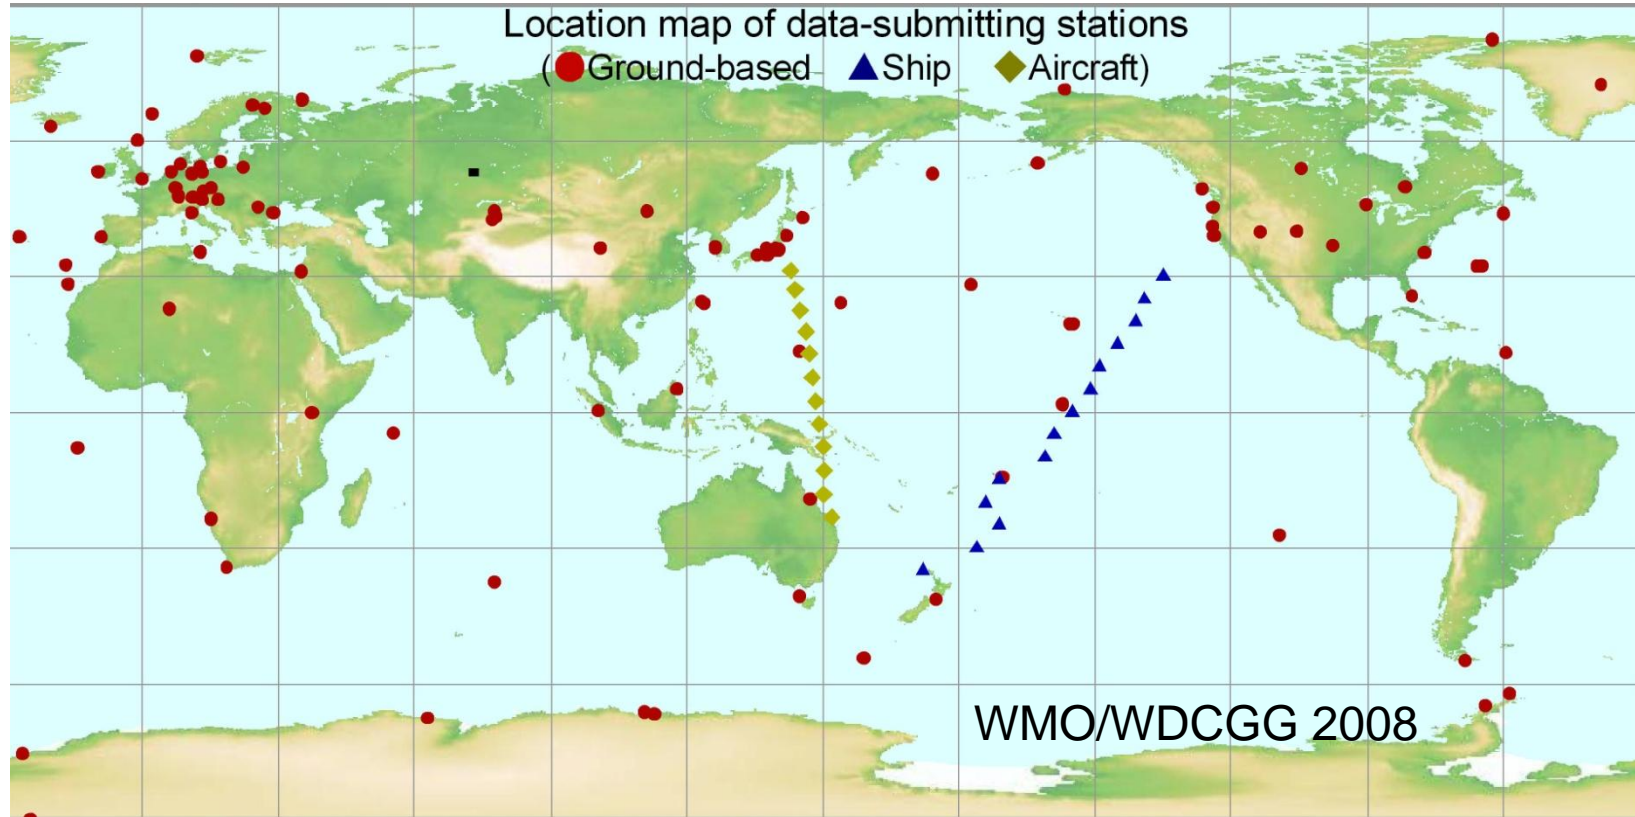 Location map of data-submitting stations
(Ground-based Ship Aircraft)
WMO/WDCGG 2008